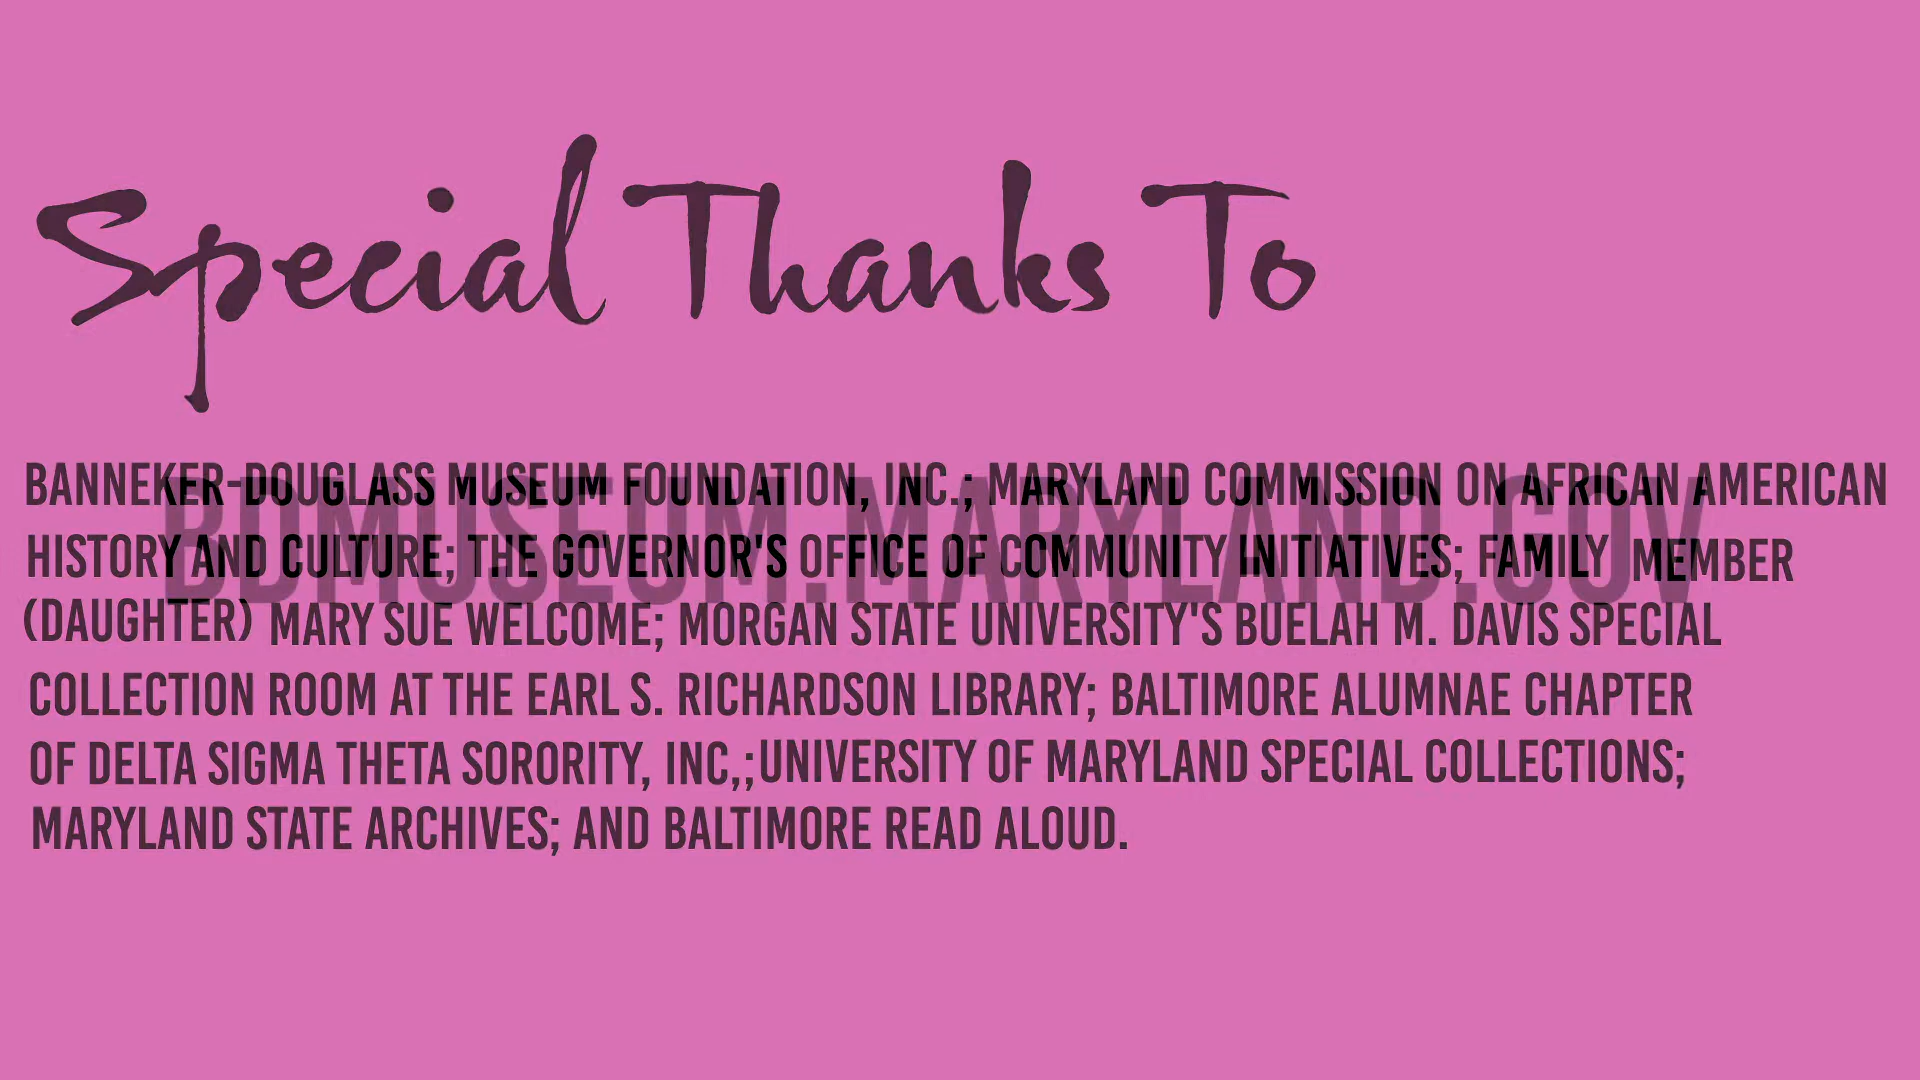 Special Thanks To
BANNEKER-DOUGLASS MUSEUM FOUNDATION, INC.; MARYLAND COMMISSION ON AFRICAN AMERICAN
HISTORY AND CULTURE; THE GOVERNOR'S OFFICE OF COMMUNITY INITIATIVES; FAMILY MEMBER
(DAUGHTER) MARY SUE WELCOME; MORGAN STATE UNIVERSITY'S BUELAH M. DAVIS SPECIAL
COLLECTION ROOM AT THE EARL S. RICHARDSON LIBRARY; BALTIMORE ALUMNAE CHAPTER
OF DELTA SIGMA THETA SORORITY, INC,;UNIVERSITY OF MARYLAND SPECIAL COLLECTIONS;
MARYLAND STATE ARCHIVES; AND BALTIMORE READ ALOUD.
BDMUSEUM.MARYLAND.GOV